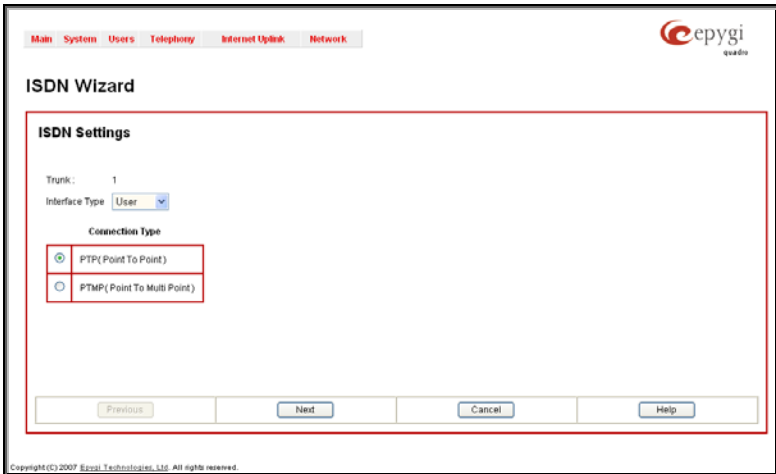 Main System Users Telephony Internet Uplink Network
epygi
quadro
ISDN Wizard
ISDN Settings
Trunk: 1
Interface Type User
Connection Type
PTP( Point To Point )
PTMP( Point To Multi Point )
Previous Next Cancel Help
Copyright (C) 2007 Epygi Technologies, Ltd. All rights reserved.